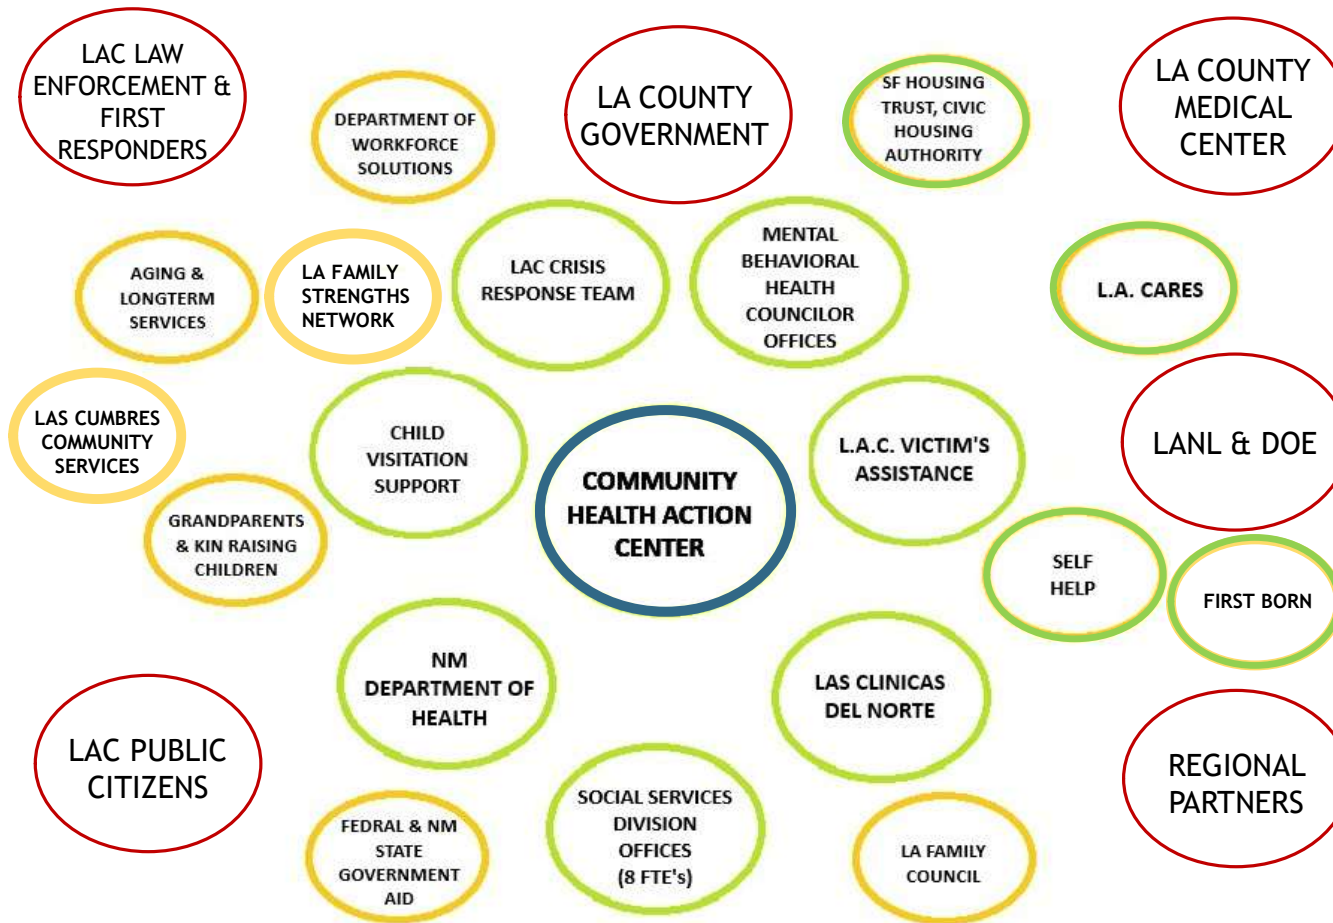 LAC LAW
ENFORCEMENT &
FIRST
RESPONDERS
DEPARTMENT OF
WORKFORCE
SOLUTIONS
LA COUNTY
GOVERNMENT
SF HOUSING
TRUST, CIVIC
HOUSING
AUTHORITY
LA COUNTY
MEDICAL
CENTER
AGING &
LONGTERM
SERVICES
LA FAMILY
STRENGTHS
NETWORK
LAC CRISIS
RESPONSE TEAM
MENTAL
BEHAVIORAL
HEALTH
COUNCILOR
OFFICES
L.A. CARES
LAS CUMBRES
COMMUNITY
SERVICES
CHILD
VISITATION
SUPPORT
COMMUNITY
HEALTH ACTION
CENTER
L.A.C. VICTIM'S
ASSISTANCE
LANL & DOE
GRANDPARENTS
& KIN RAISING
CHILDREN
SELF
HELP
FIRST BORN
NM
DEPARTMENT OF
HEALTH
LAS CLINICAS
DEL NORTE
LAC PUBLIC
CITIZENS
REGIONAL
PARTNERS
FEDRAL & NM
STATE
GOVERNMENT
AID
SOCIAL SERVICES
DIVISION
OFFICES
(8 FTE's)
LA FAMILY
COUNCIL